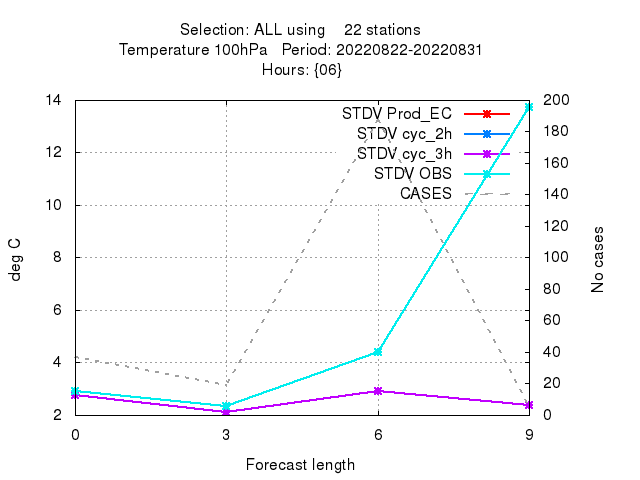 Selection: ALL using    22 stations
Temperature 100hPa   Period: 20220822-20220831
Hours: {06}
STDV Prod_EC
STDV cyc_2h
STDV cyc_3h
STDV OBS
CASES
14
12
10
8
6
4
2
deg C
200
180
160
140
120
100
80
60
40
20
0
No cases
0 3 6 9
Forecast length